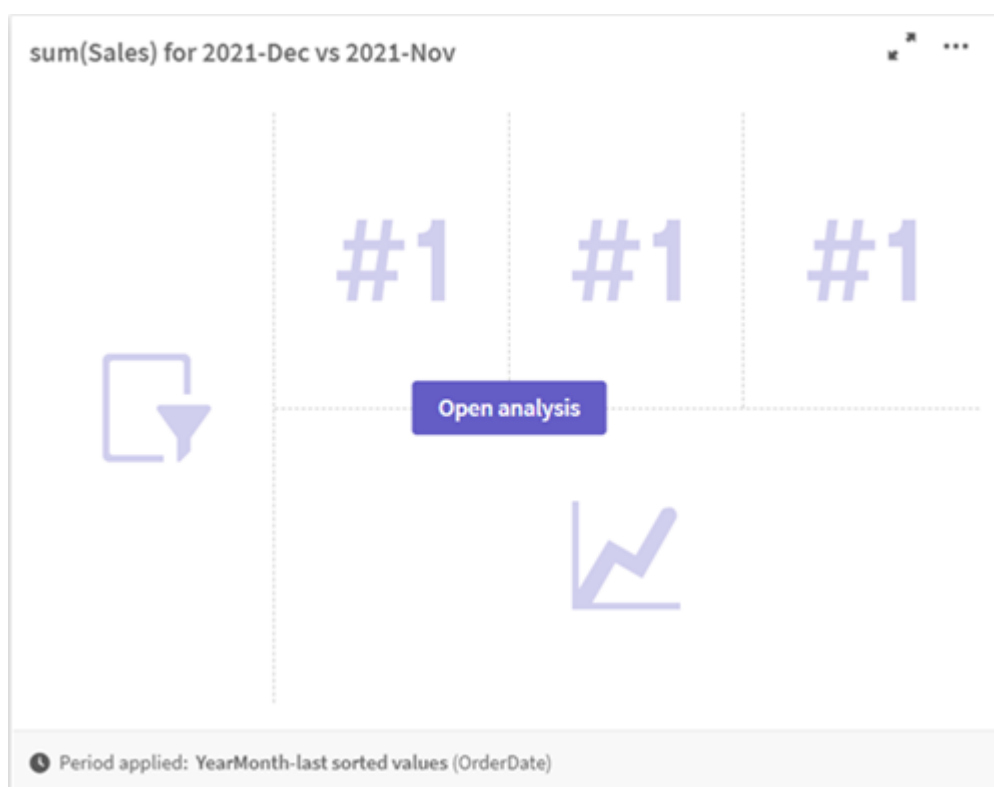 sum(Sales) for 2021-Dec vs 2021-Nov
#1 #1 #1
Open analysis
Period applied: YearMonth-last sorted values (OrderDate)